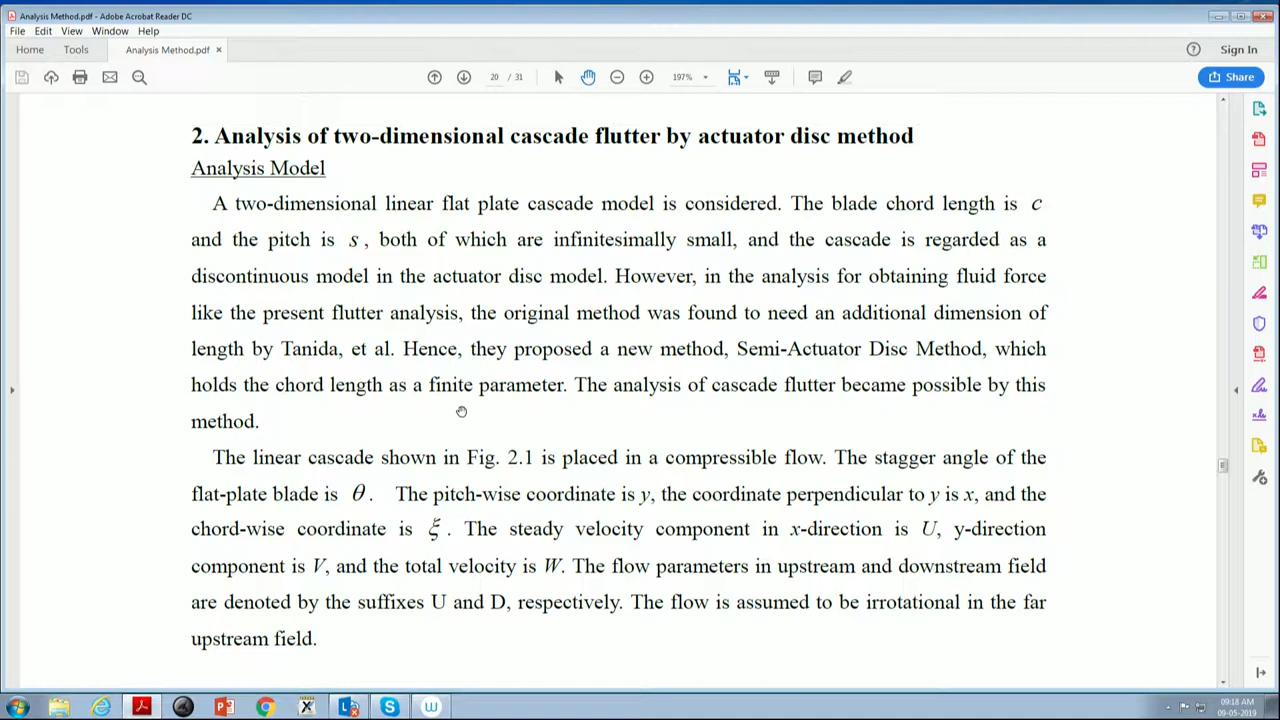 Analysis Method.pdf - Adobe Acrobat Reader DC
File Edit View Window Help
Home Tools Analysis Method.pdf × Sign In
20 / 31 197% Share
2. Analysis of two-dimensional cascade flutter by actuator disc method
Analysis Model
A two-dimensional linear flat plate cascade model is considered. The blade chord length is c
and the pitch is s , both of which are infinitesimally small, and the cascade is regarded as a
discontinuous model in the actuator disc model. However, in the analysis for obtaining fluid force
like the present flutter analysis, the original method was found to need an additional dimension of
length by Tanida, et al. Hence, they proposed a new method, Semi-Actuator Disc Method, which
holds the chord length as a finite parameter. The analysis of cascade flutter became possible by this
method.
The linear cascade shown in Fig. 2.1 is placed in a compressible flow. The stagger angle of the
flat-plate blade is θ. The pitch-wise coordinate is y, the coordinate perpendicular to y is x, and the
chord-wise coordinate is ξ. The steady velocity component in x-direction is U, y-direction
component is V, and the total velocity is W. The flow parameters in upstream and downstream field
are denoted by the suffixes U and D, respectively. The flow is assumed to be irrotational in the far
upstream field.
09:18 AM
09-05-2019